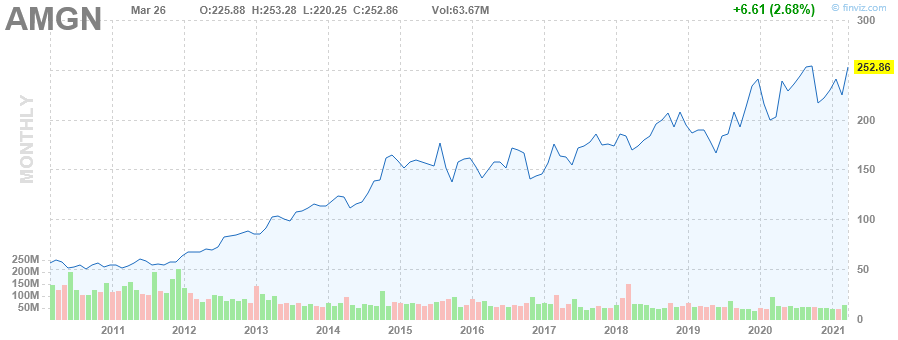 AMGN
Mar 26 O:225.88 H:253.28 L:220.25 C:252.86 Vol:63.67M
+6.61 (2.68%)
© finviz.com
MONTHLY
300
252.86
200
150
100
50
0
250M
200M
150M
100M
50M
2011 2012 2013 2014 2015 2016 2017 2018 2019 2020 2021